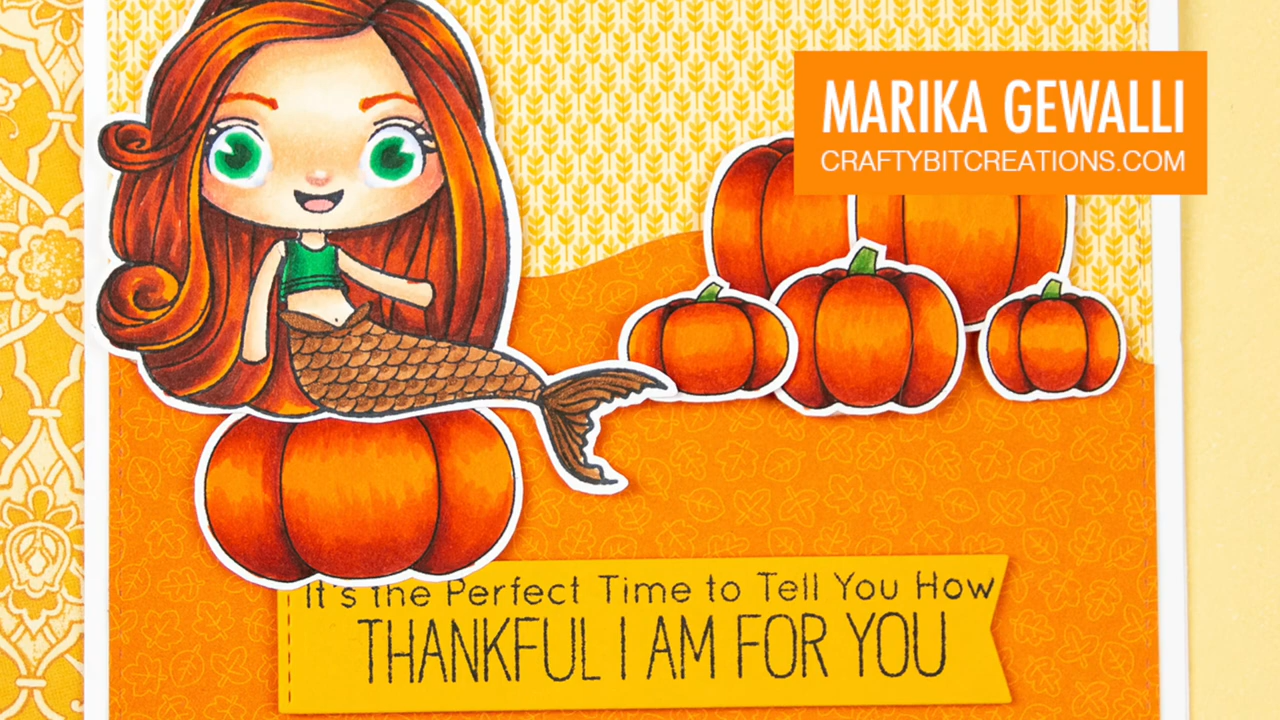 MARIKA GEWALLI
CRAFTYBITCREATIONS.COM
It's the Perfect Time to Tell You How
THANKFUL I AM FOR YOU